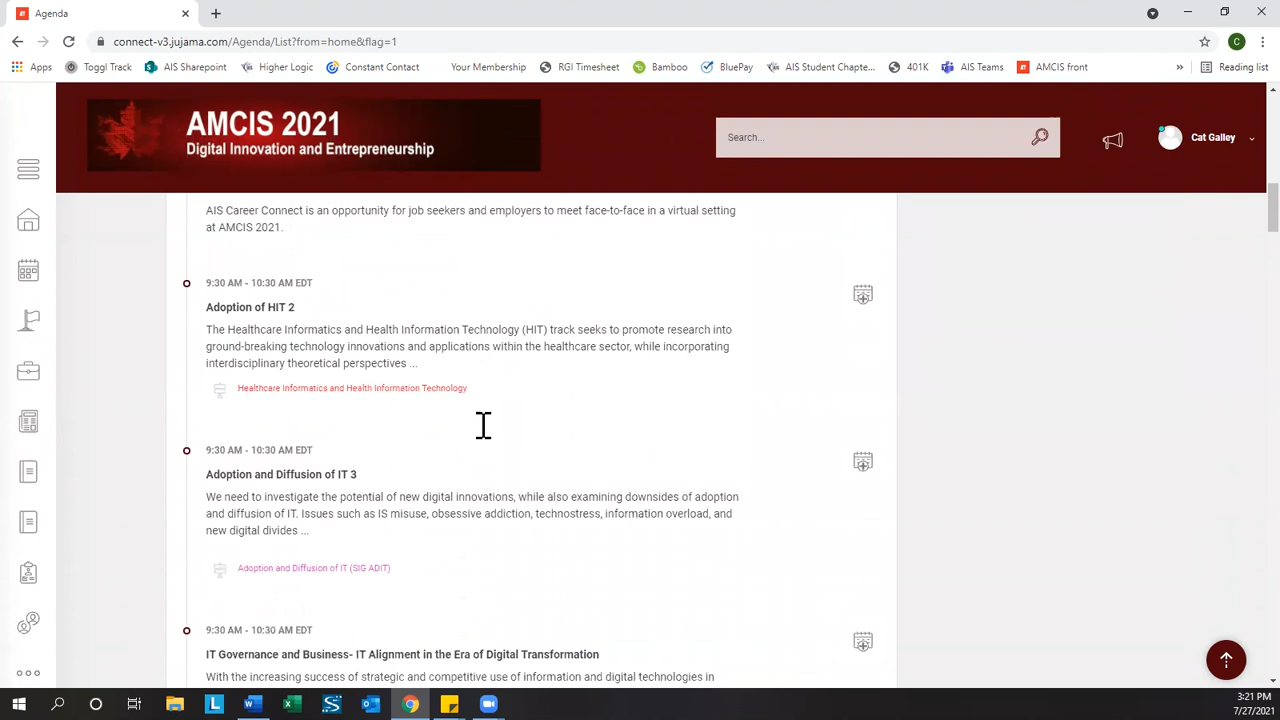 Agenda
connect-v3.jujama.com/Agenda/List?from=home&flag=1
Apps Toggl Track AIS Sharepoint Higher Logic Constant Contact Your Membership RGI Timesheet Bamboo BluePay AIS Student Chapte... 401K AIS Teams AMCIS front » Reading list
AMCIS 2021
Digital Innovation and Entrepreneurship
Search...
Cat Galley
AIS Career Connect is an opportunity for job seekers and employers to meet face-to-face in a virtual setting
at AMCIS 2021.
9:30 AM - 10:30 AM EDT
Adoption of HIT 2
The Healthcare Informatics and Health Information Technology (HIT) track seeks to promote research into
ground-breaking technology innovations and applications within the healthcare sector, while incorporating
interdisciplinary theoretical perspectives ...
Healthcare Informatics and Health Information Technology
9:30 AM - 10:30 AM EDT
Adoption and Diffusion of IT 3
We need to investigate the potential of new digital innovations, while also examining downsides of adoption
and diffusion of IT. Issues such as IS misuse, obsessive addiction, technostress, information overload, and
new digital divides ...
Adoption and Diffusion of IT (SIG ADIT)
9:30 AM - 10:30 AM EDT
IT Governance and Business- IT Alignment in the Era of Digital Transformation
With the increasing success of strategic and competitive use of information and digital technologies in
3:21 PM
7/27/2021